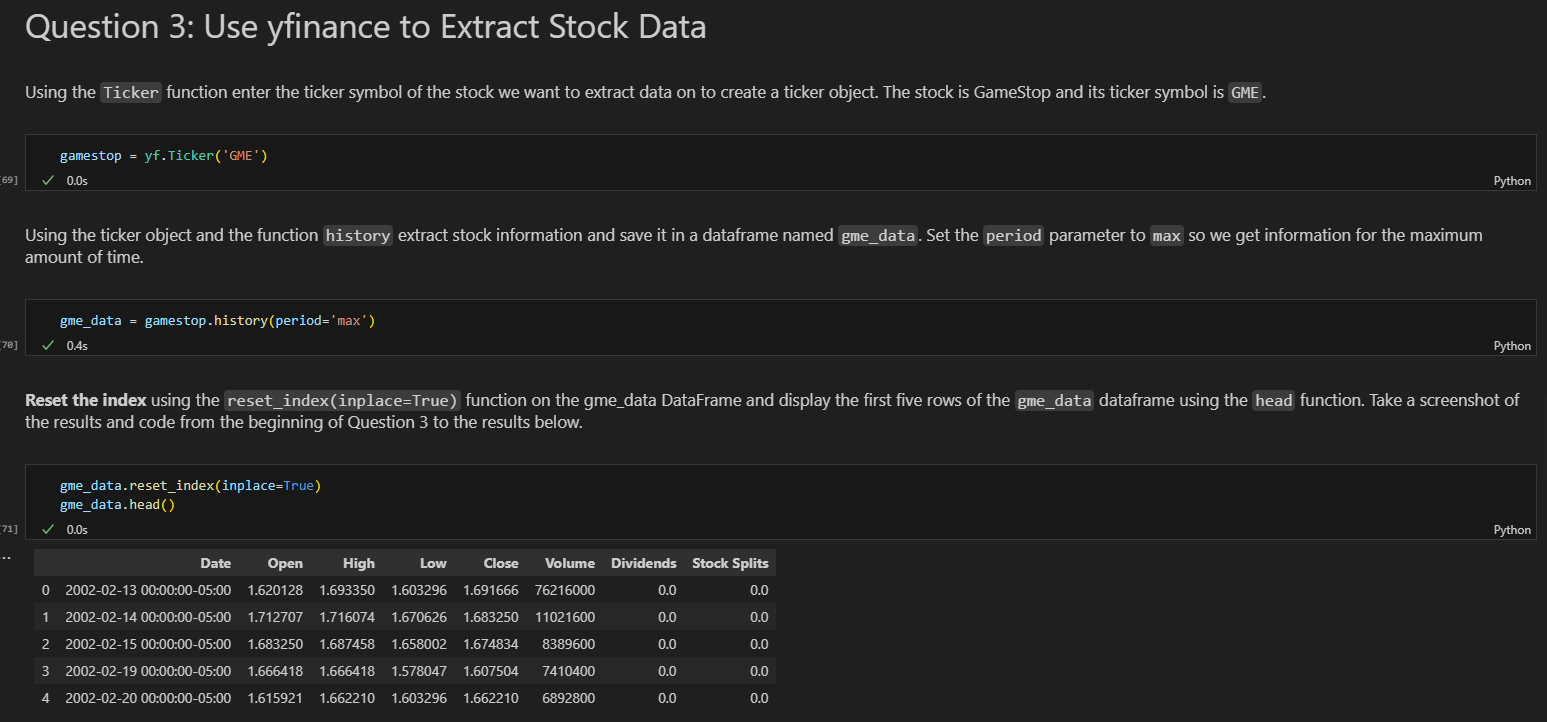 Question 3: Use yfinance to Extract Stock Data
Using the Ticker function enter the ticker symbol of the stock we want to extract data on to create a ticker object. The stock is GameStop and its ticker symbol is GME.
gamestop = yf.Ticker('GME')
69] ✓ 0.0s Python
Using the ticker object and the function history extract stock information and save it in a dataframe named gme_data. Set the period parameter to max so we get information for the maximum
amount of time.
gme_data = gamestop.history(period='max')
70] ✓ 0.4s Python
Reset the index using the reset_index(inplace=True) function on the gme_data DataFrame and display the first five rows of the gme_data dataframe using the head function. Take a screenshot of
the results and code from the beginning of Question 3 to the results below.
gme_data.reset_index(inplace=True)
gme_data.head()
71] ✓ 0.0s Python
... Date Open High Low Close Volume Dividends Stock Splits
0 2002-02-13 00:00:00-05:00 1.620128 1.693350 1.603296 1.691666 76216000 0.0 0.0
1 2002-02-14 00:00:00-05:00 1.712707 1.716074 1.670626 1.683250 11021600 0.0 0.0
2 2002-02-15 00:00:00-05:00 1.683250 1.687458 1.658002 1.674834 8389600 0.0 0.0
3 2002-02-19 00:00:00-05:00 1.666418 1.666418 1.578047 1.607504 7410400 0.0 0.0
4 2002-02-20 00:00:00-05:00 1.615921 1.662210 1.603296 1.662210 6892800 0.0 0.0